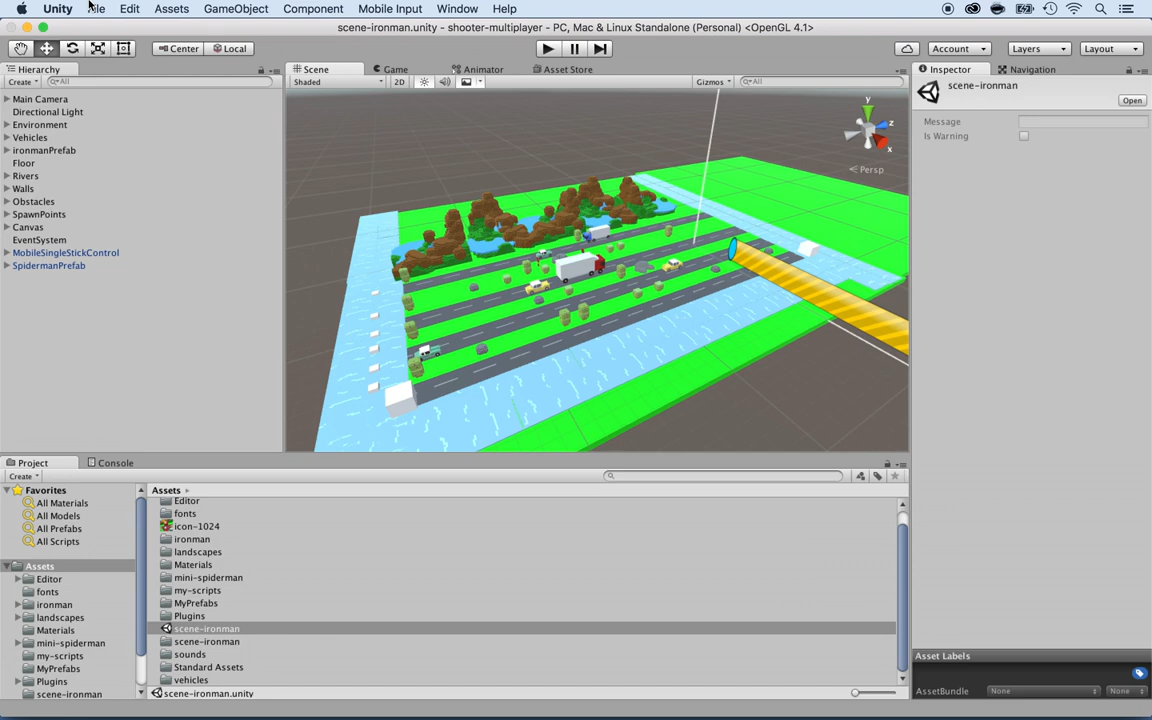 Unity File Edit Assets GameObject Component Mobile Input Window Help
scene-ironman.unity - shooter-multiplayer - PC, Mac & Linux Standalone (Personal) <OpenGL 4.1>
Center Local Account Layers Layout
Hierarchy
Create All
Main Camera
Directional Light
Environment
Vehicles
ironmanPrefab
Floor
Rivers
Walls
Obstacles
SpawnPoints
Canvas
EventSystem
MobileSingleStickControl
SpidermanPrefab
Scene Game Animator Asset Store
Shaded 2D Gizmos All
y
z
x
Persp
Inspector Navigation
scene-ironman
Open
Message
Is Warning
Project Console
Create
Favorites
All Materials
All Models
All Prefabs
All Scripts
Assets
Editor
fonts
ironman
landscapes
Materials
mini-spiderman
my-scripts
MyPrefabs
Plugins
scene-ironman
Assets
Editor
fonts
icon-1024
ironman
landscapes
Materials
mini-spiderman
my-scripts
MyPrefabs
Plugins
scene-ironman
scene-ironman
sounds
Standard Assets
vehicles
scene-ironman.unity
Asset Labels
AssetBundle None None